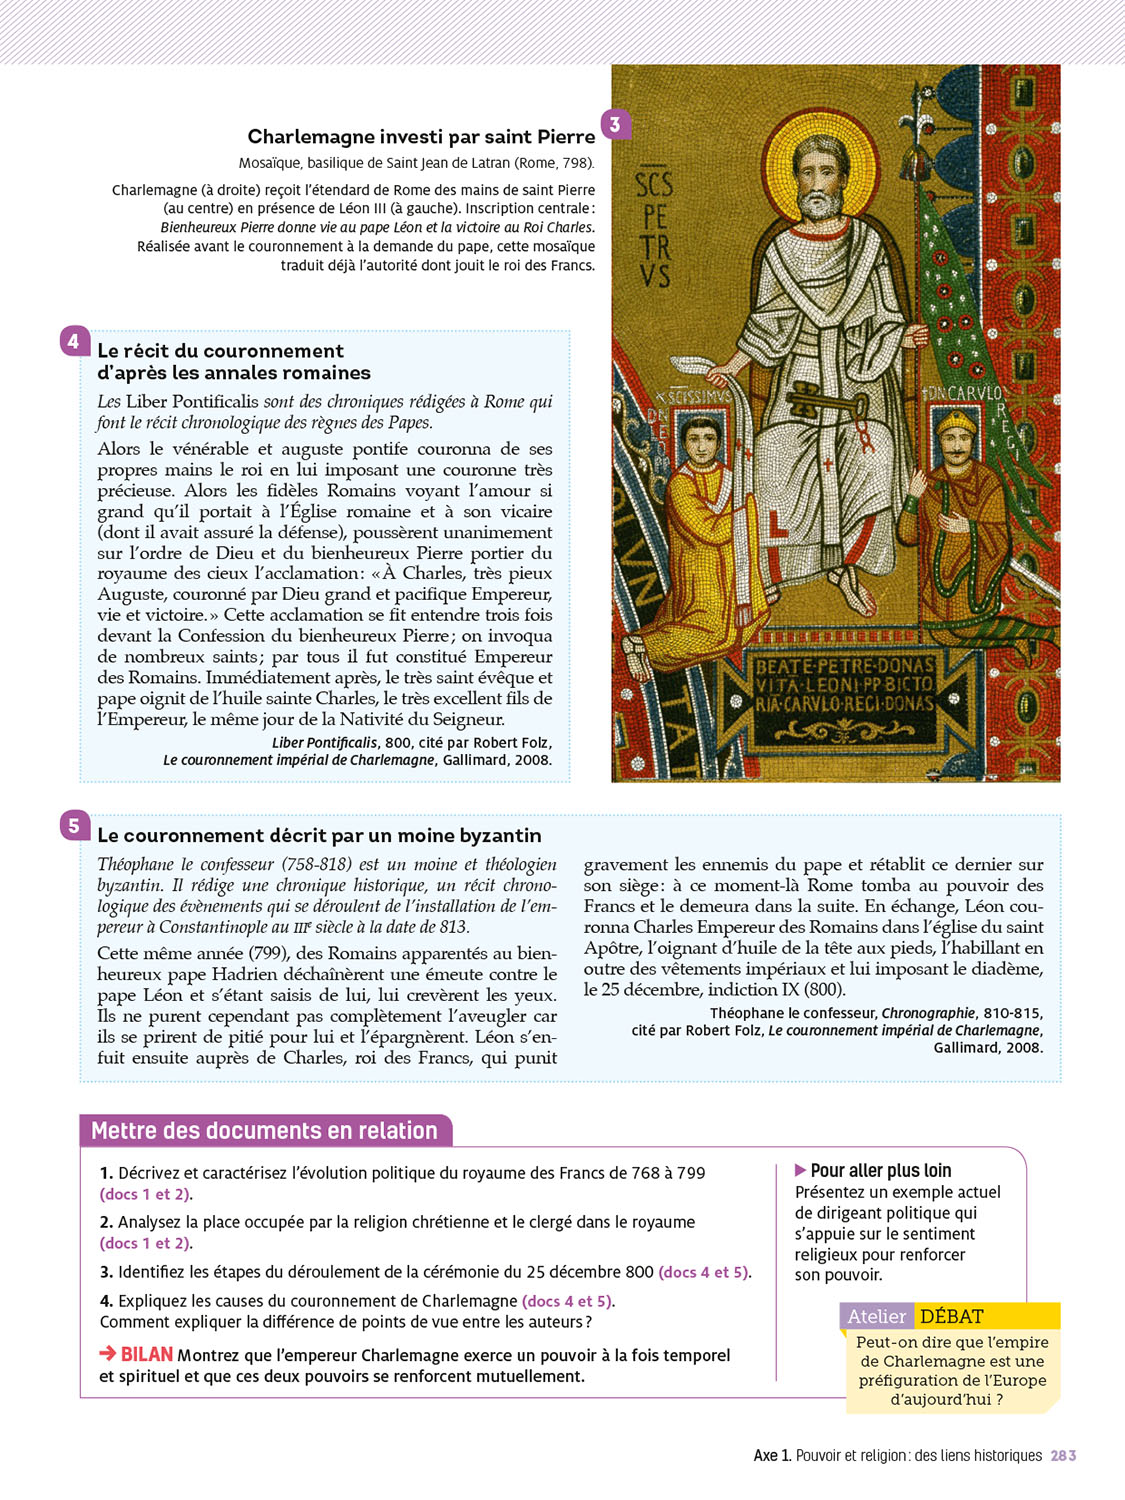 3
Charlemagne investi par saint Pierre
Mosaïque, basilique de Saint Jean de Latran (Rome, 798).
Charlemagne (à droite) reçoit l'étendard de Rome des mains de saint Pierre
(au centre) en présence de Léon III (à gauche). Inscription centrale :
Bienheureux Pierre donne vie au pape Léon et la victoire au Roi Charles.
Réalisée avant le couronnement à la demande du pape, cette mosaïque
traduit déjà l'autorité dont jouit le roi des Francs.
SCS
PE
TR
VS
SCISSIMVS
DN
LE
OM
†DN CARVLO
R
E
G
I
BEATE·PETRE·DONAS
VITĀ·LEONI·PP·BICTO
RIA·CARVLO·REGI·DONAS
4
Le récit du couronnement
d'après les annales romaines
Les Liber Pontificalis sont des chroniques rédigées à Rome qui
font le récit chronologique des règnes des Papes.
Alors le vénérable et auguste pontife couronna de ses
propres mains le roi en lui imposant une couronne très
précieuse. Alors les fidèles Romains voyant l'amour si
grand qu'il portait à l'Église romaine et à son vicaire
(dont il avait assuré la défense), poussèrent unanimement
sur l'ordre de Dieu et du bienheureux Pierre portier du
royaume des cieux l'acclamation : « À Charles, très pieux
Auguste, couronné par Dieu grand et pacifique Empereur,
vie et victoire. » Cette acclamation se fit entendre trois fois
devant la Confession du bienheureux Pierre ; on invoqua
de nombreux saints ; par tous il fut constitué Empereur
des Romains. Immédiatement après, le très saint évêque et
pape oignit de l'huile sainte Charles, le très excellent fils de
l'Empereur, le même jour de la Nativité du Seigneur.
Liber Pontificalis, 800, cité par Robert Folz,
Le couronnement impérial de Charlemagne, Gallimard, 2008.
5
Le couronnement décrit par un moine byzantin
Théophane le confesseur (758-818) est un moine et théologien
byzantin. Il rédige une chronique historique, un récit chrono-
logique des évènements qui se déroulent de l'installation de l'em-
pereur à Constantinople au IIIe siècle à la date de 813.
Cette même année (799), des Romains apparentés au bien-
heureux pape Hadrien déchaînèrent une émeute contre le
pape Léon et s'étant saisis de lui, lui crevèrent les yeux.
Ils ne purent cependant pas complètement l'aveugler car
ils se prirent de pitié pour lui et l'épargnèrent. Léon s'en-
fuit ensuite auprès de Charles, roi des Francs, qui punit
gravement les ennemis du pape et rétablit ce dernier sur
son siège : à ce moment-là Rome tomba au pouvoir des
Francs et le demeura dans la suite. En échange, Léon cou-
ronna Charles Empereur des Romains dans l'église du saint
Apôtre, l'oignant d'huile de la tête aux pieds, l'habillant en
outre des vêtements impériaux et lui imposant le diadème,
le 25 décembre, indiction IX (800).
Théophane le confesseur, Chronographie, 810-815,
cité par Robert Folz, Le couronnement impérial de Charlemagne,
Gallimard, 2008.
Mettre des documents en relation
1. Décrivez et caractérisez l'évolution politique du royaume des Francs de 768 à 799
(docs 1 et 2).
2. Analysez la place occupée par la religion chrétienne et le clergé dans le royaume
(docs 1 et 2).
3. Identifiez les étapes du déroulement de la cérémonie du 25 décembre 800 (docs 4 et 5).
4. Expliquez les causes du couronnement de Charlemagne (docs 4 et 5).
Comment expliquer la différence de points de vue entre les auteurs ?
→ BILAN Montrez que l'empereur Charlemagne exerce un pouvoir à la fois temporel
et spirituel et que ces deux pouvoirs se renforcent mutuellement.
▶ Pour aller plus loin
Présentez un exemple actuel
de dirigeant politique qui
s'appuie sur le sentiment
religieux pour renforcer
son pouvoir.
Atelier DÉBAT
Peut-on dire que l'empire
de Charlemagne est une
préfiguration de l'Europe
d'aujourd'hui ?
Axe 1. Pouvoir et religion : des liens historiques 283